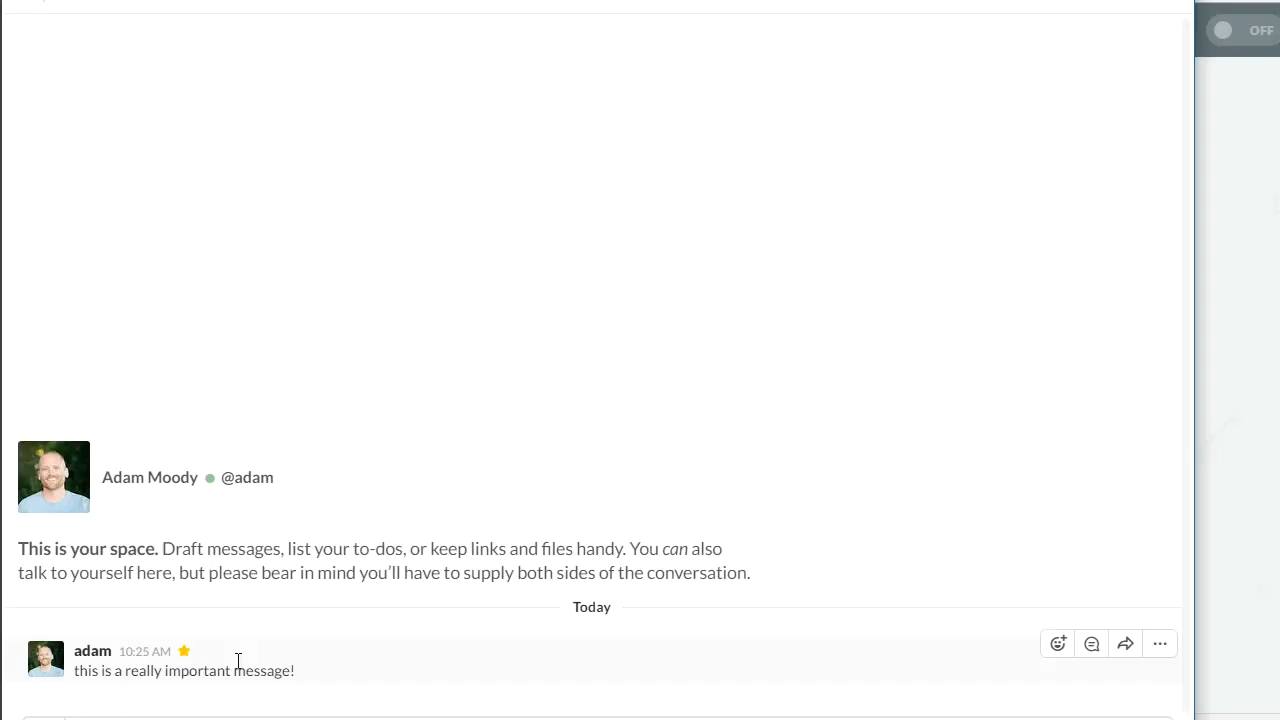 OFF
Adam Moody @adam
This is your space. Draft messages, list your to-dos, or keep links and files handy. You can also
talk to yourself here, but please bear in mind you’ll have to supply both sides of the conversation.
Today
adam 10:25 AM
this is a really important message!